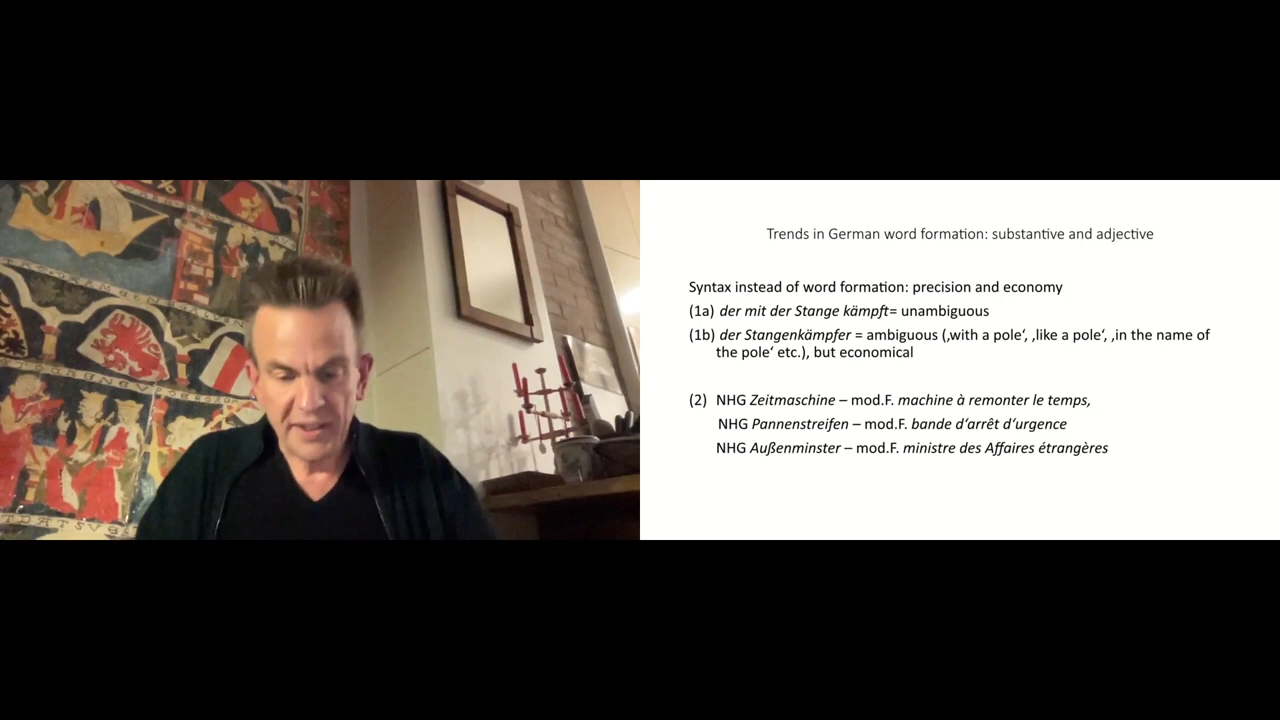 Trends in German word formation: substantive and adjective
Syntax instead of word formation: precision and economy
(1a) der mit der Stange kämpft= unambiguous
(1b) der Stangenkämpfer = ambiguous (‚with a pole‘, ‚like a pole‘, ‚in the name of
the pole‘ etc.), but economical
(2) NHG Zeitmaschine – mod.F. machine à remonter le temps,
NHG Pannenstreifen – mod.F. bande d‘arrêt d‘urgence
NHG Außenminster – mod.F. ministre des Affaires étrangères